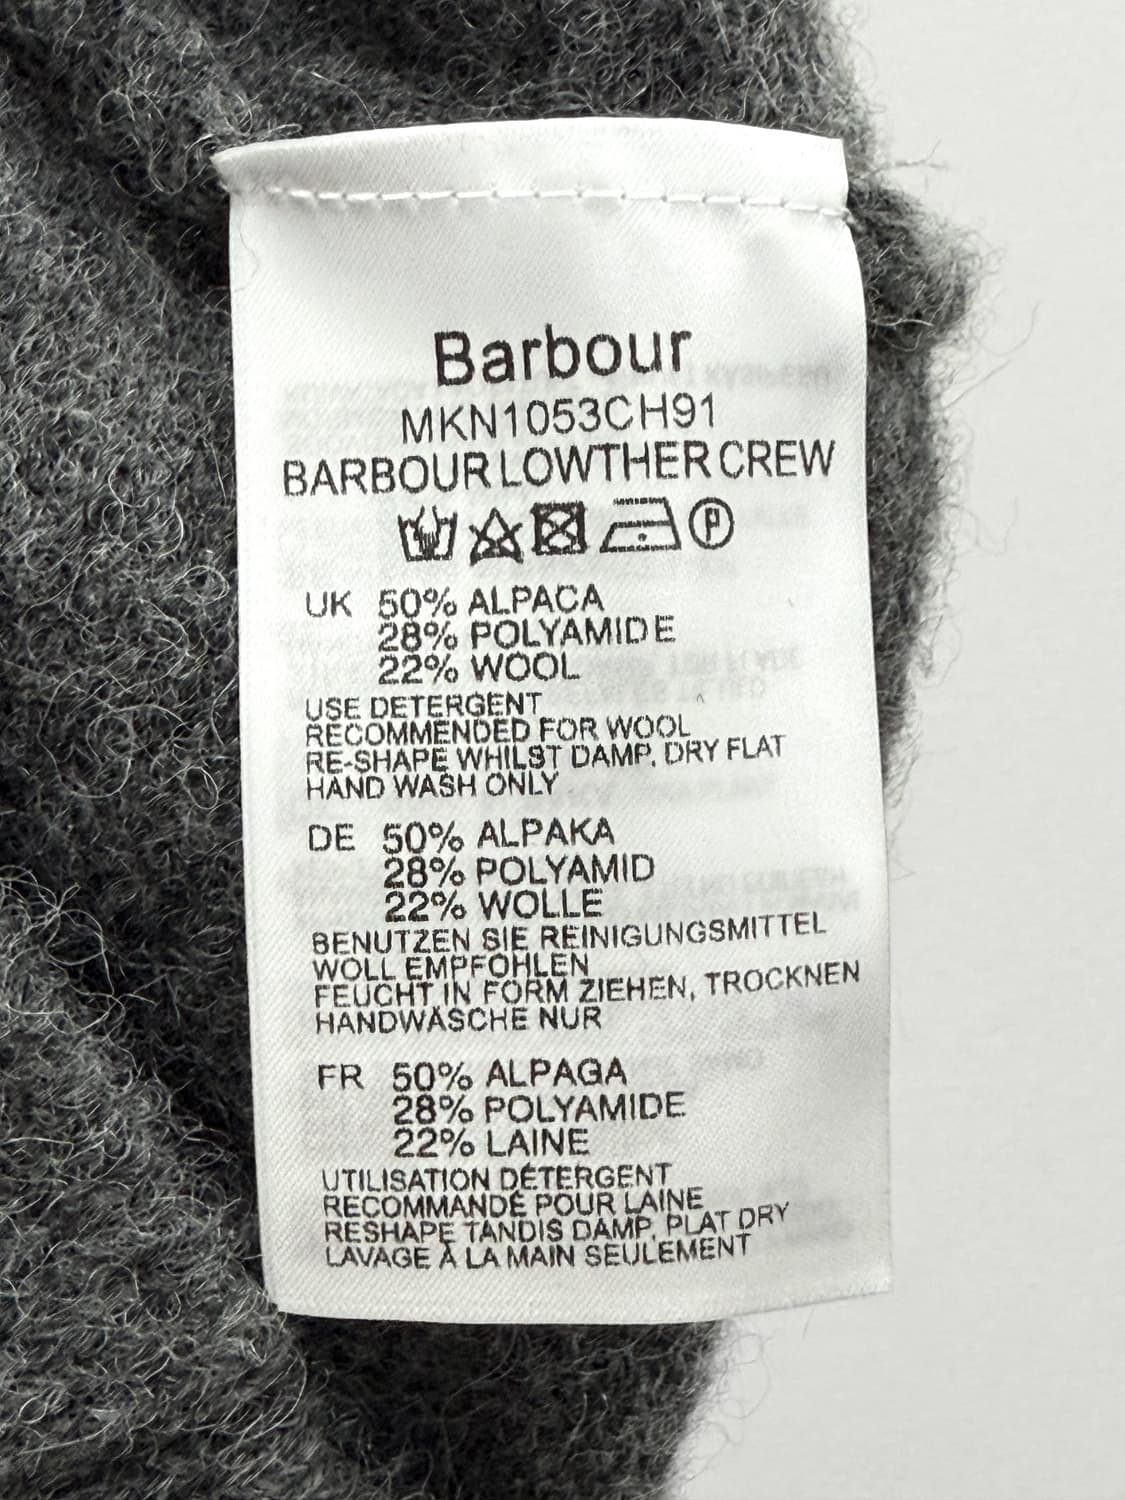 Barbour
MKN1053CH91
BARBOUR LOWTHER CREW
P
UK 50% ALPACA
28% POLYAMIDE
22% WOOL
USE DETERGENT
RECOMMENDED FOR WOOL
RE-SHAPE WHILST DAMP, DRY FLAT
HAND WASH ONLY
DE 50% ALPAKA
28% POLYAMID
22% WOLLE
BENUTZEN SIE REINIGUNGSMITTEL
WOLL EMPFOHLEN
FEUCHT IN FORM ZIEHEN, TROCKNEN
HANDWÄSCHE NUR
FR 50% ALPAGA
28% POLYAMIDE
22% LAINE
UTILISATION DÉTERGENT
RECOMMANDÉ POUR LAINE
RESHAPE TANDIS DAMP, PLAT DRY
LAVAGE À LA MAIN SEULEMENT